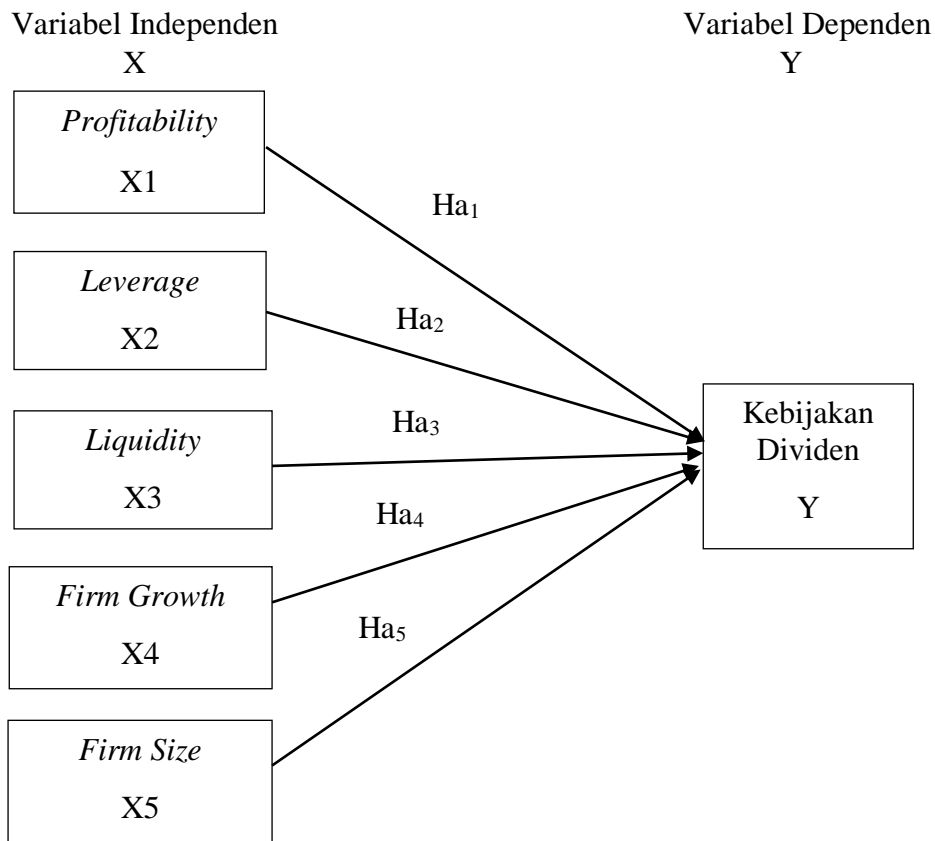 Variabel Independen
X
Variabel Dependen
Y
Profitability
X1
Ha₁
Leverage
X2
Ha₂
Liquidity
X3
Ha₃
Kebijakan
Dividen
Y
Ha₄
Firm Growth
X4
Ha₅
Firm Size
X5